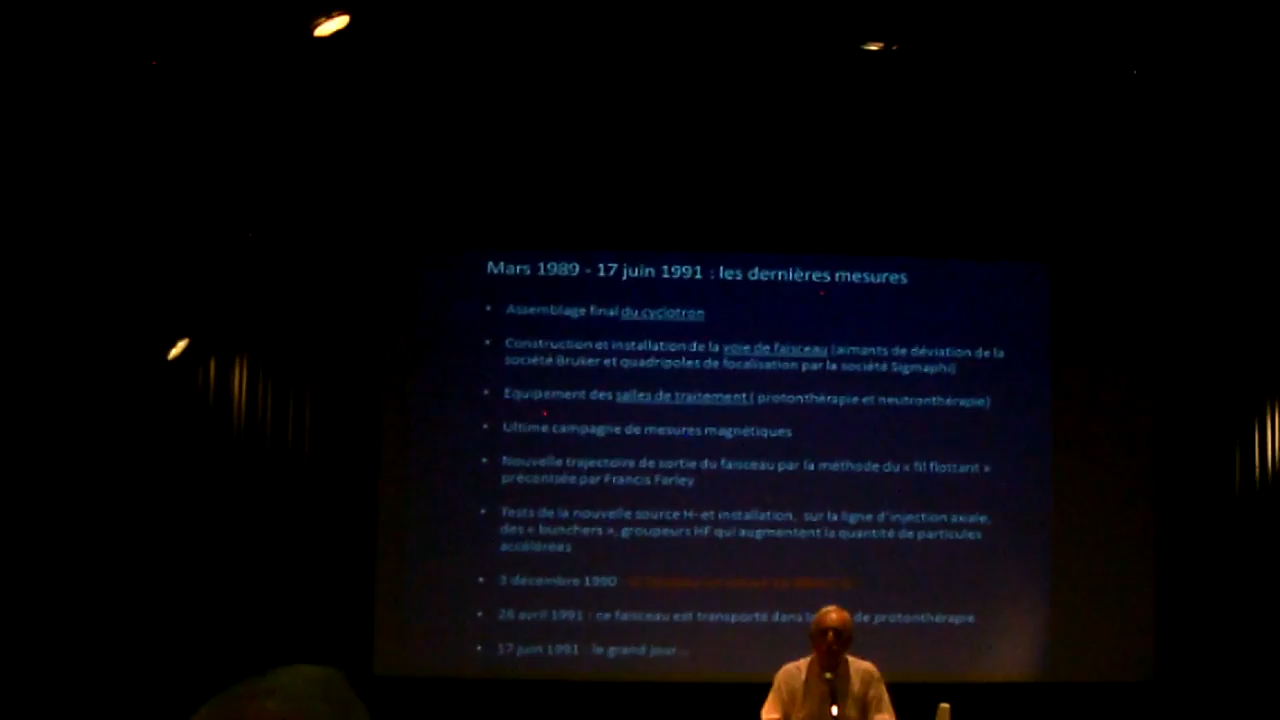 Mars 1989 - 17 juin 1991 : les dernières mesures
• Assemblage final du cyclotron
• Construction et installation de la voie de faisceau (aimants de déviation de la
société Bruker et quadripoles de focalisation par la société Sigmaphi)
• Equipement des salles de traitement ( protonthérapie et neutronthérapie)
• Ultime campagne de mesures magnétiques
• Nouvelle trajectoire de sortie du faisceau par la méthode du « fil flottant »
préconisée par Francis Farley
• Tests de la nouvelle source H- et installation, sur la ligne d'injection axiale,
des « bunchers », groupeurs HF qui augmentent la quantité de particules
accélérées
• 3 décembre 1990
• 26 avril 1991 : ce faisceau est transporté dans de protonthérapie
• 17 juin 1991 : le grand jour...